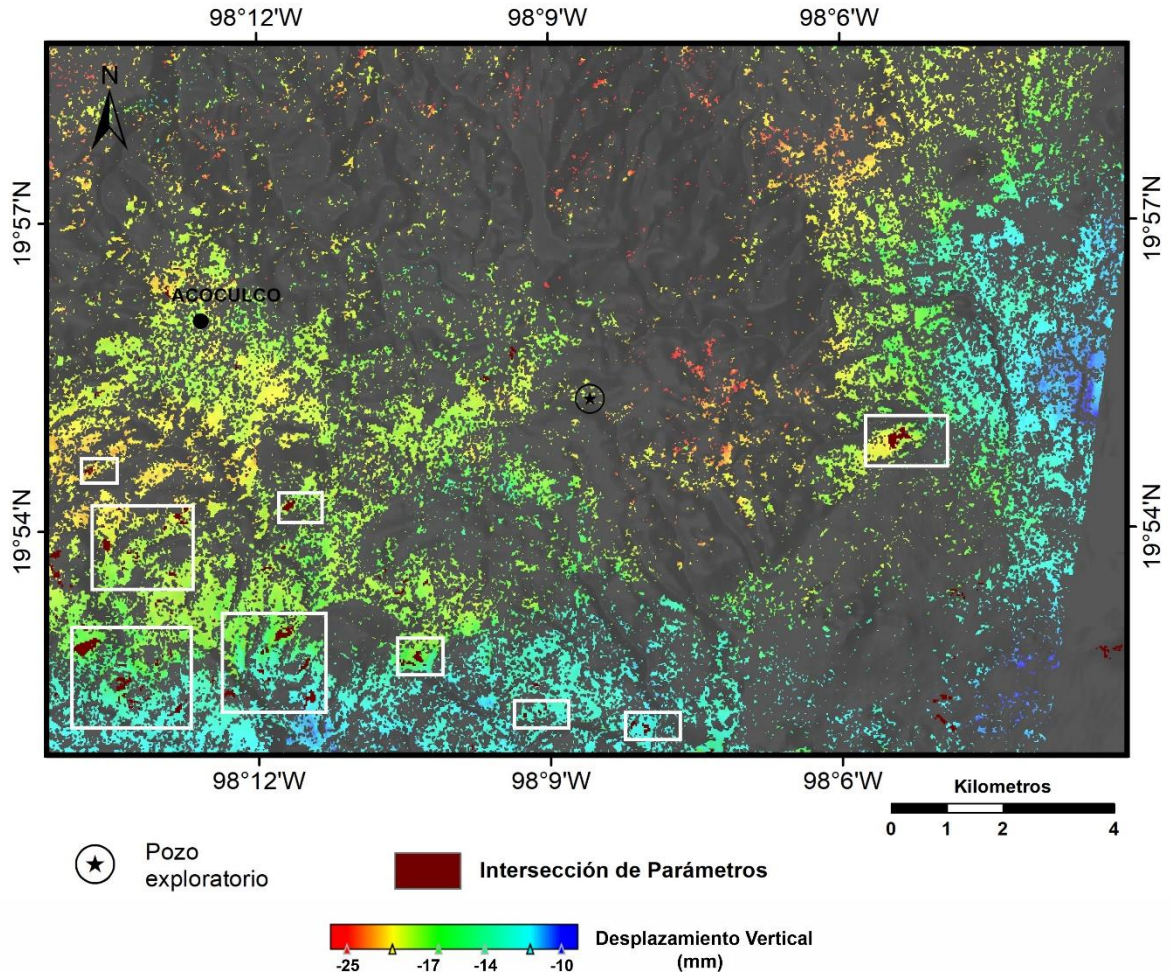 98°12'W 98°9'W 98°6'W
N
19°57'N 19°57'N
ACOCULCO
19°54'N 19°54'N
98°12'W 98°9'W 98°6'W
Kilometros
0 1 2 4
Pozo
exploratorio
Intersección de Parámetros
Desplazamiento Vertical
(mm)
-25 -17 -14 -10